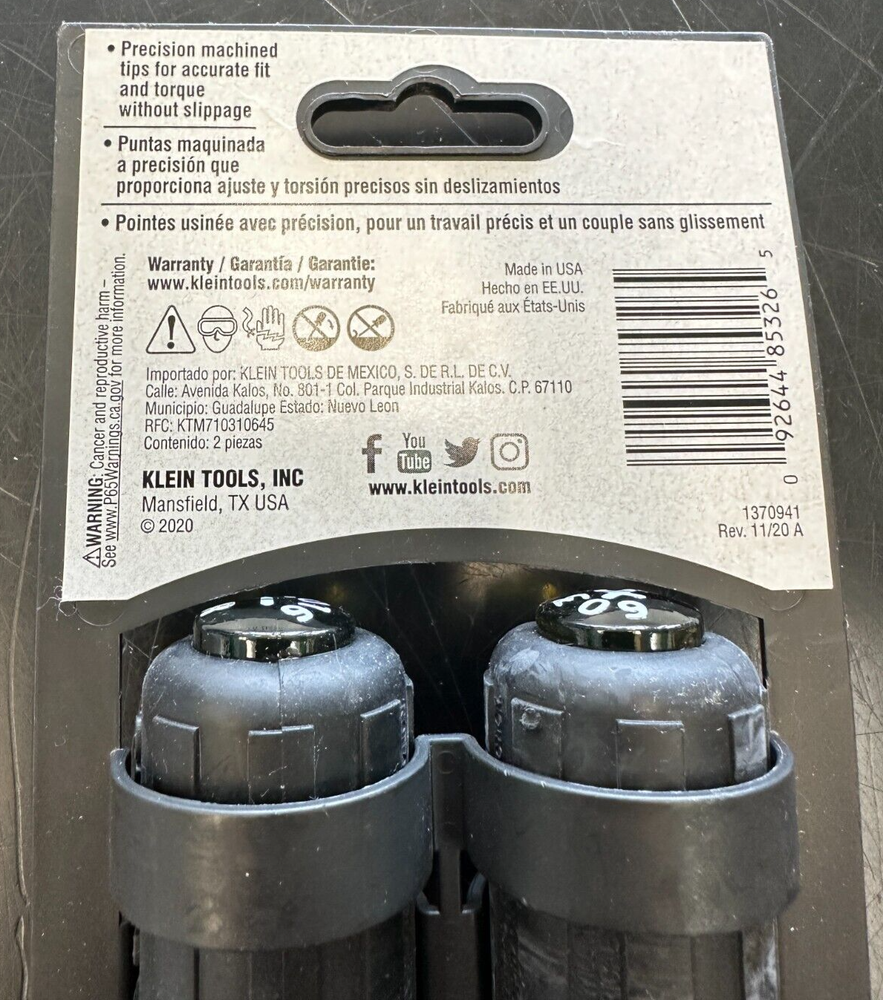 • Precision machined
tips for accurate fit
and torque
without slippage
• Puntas maquinada
a precisión que
proporciona ajuste y torsión precisos sin deslizamientos
• Pointes usinée avec précision, pour un travail précis et un couple sans glissement
Warranty / Garantía / Garantie:
www.kleintools.com/warranty
Made in USA
Hecho en EE.UU.
Fabriqué aux États-Unis
0 92644 85326 5
Importado por: KLEIN TOOLS DE MEXICO, S. DE R.L. DE C.V.
Calle: Avenida Kalos, No. 801-1 Col. Parque Industrial Kalos. C.P. 67110
Municipio: Guadalupe Estado: Nuevo Leon
RFC: KTM710310645
Contenido: 2 piezas
f You Tube
www.kleintools.com
KLEIN TOOLS, INC
Mansfield, TX USA
© 2020
1370941
Rev. 11/20 A
⚠WARNING: Cancer and reproductive harm –
See www.P65Warnings.ca.gov for more information.